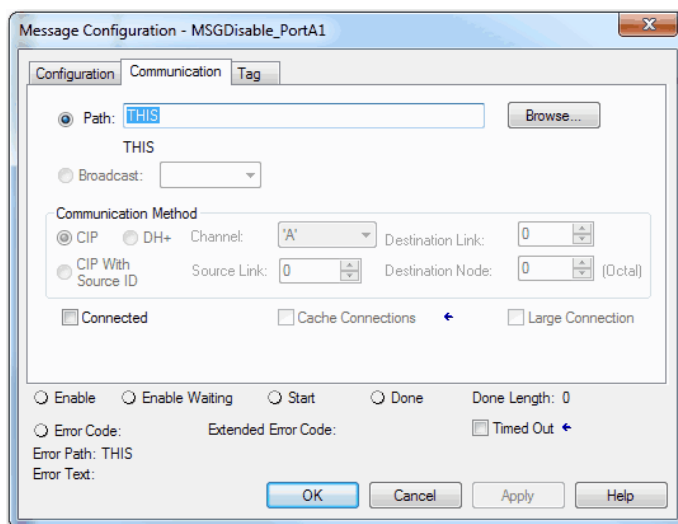 Message Configuration - MSGDisable_PortA1
Configuration Communication Tag
Path: THIS Browse...
THIS
Broadcast:
Communication Method
CIP DH+ Channel: 'A' Destination Link: 0
CIP With Source ID Source Link: 0 Destination Node: 0 (Octal)
Connected Cache Connections Large Connection
Enable Enable Waiting Start Done Done Length: 0
Error Code: Extended Error Code: Timed Out
Error Path: THIS
Error Text:
OK Cancel Apply Help